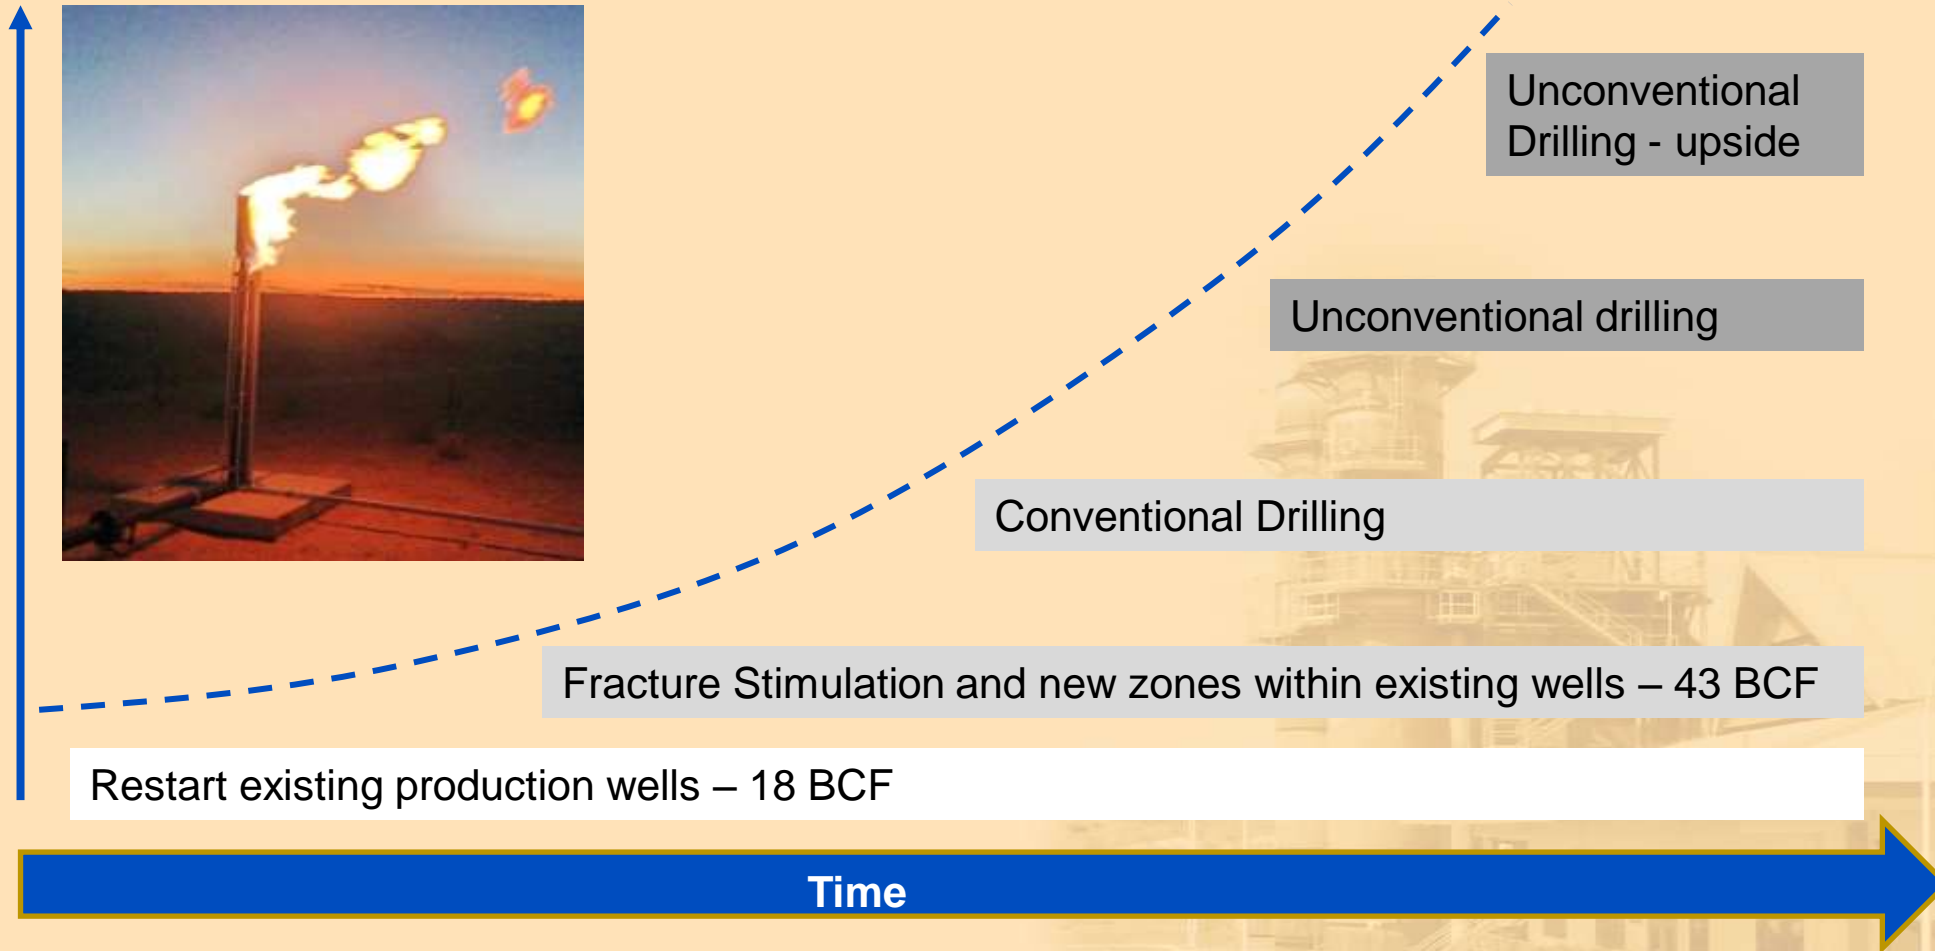 Unconventional
Drilling - upside
Unconventional drilling
Conventional Drilling
Fracture Stimulation and new zones within existing wells – 43 BCF
Restart existing production wells – 18 BCF
Time